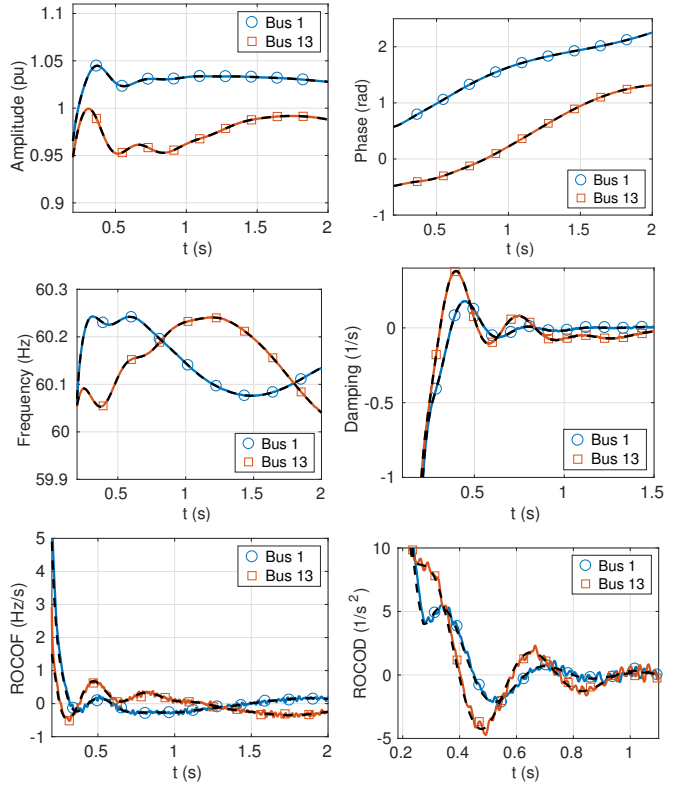 1.1
1.05
1
0.95
0.9
Amplitude (pu)
Bus 1
Bus 13
0.5
1
1.5
2
t (s)
2
1
0
-1
Phase (rad)
Bus 1
Bus 13
0.5
1
1.5
2
t (s)
60.3
60.2
60.1
60
59.9
Frequency (Hz)
Bus 1
Bus 13
0.5
1
1.5
2
t (s)
0
-0.5
-1
Damping (1/s)
Bus 1
Bus 13
0.5
1
1.5
t (s)
5
4
3
2
1
0
-1
ROCOF (Hz/s)
Bus 1
Bus 13
0.5
1
1.5
2
t (s)
10
5
0
-5
ROCOD (1/s²)
Bus 1
Bus 13
0.2
0.4
0.6
0.8
1
t (s)